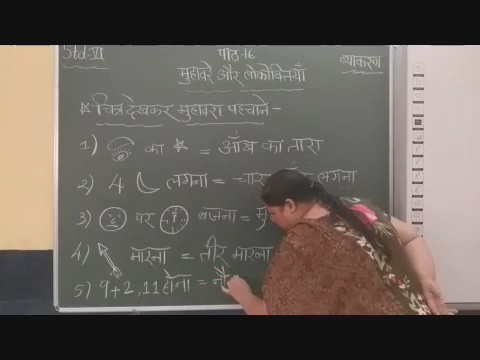 Std-VI पाठ-16 व्याकरण
मुहावरे और लोकोक्तियाँ
* चित्र देखकर मुहावरा पहचाने -
1) का = आँख का तारा
2) 4 लगना = चार लगना
3) पर बजना =
4) मारना = तीर मारना
5) 9+2, 11 होना = नौ